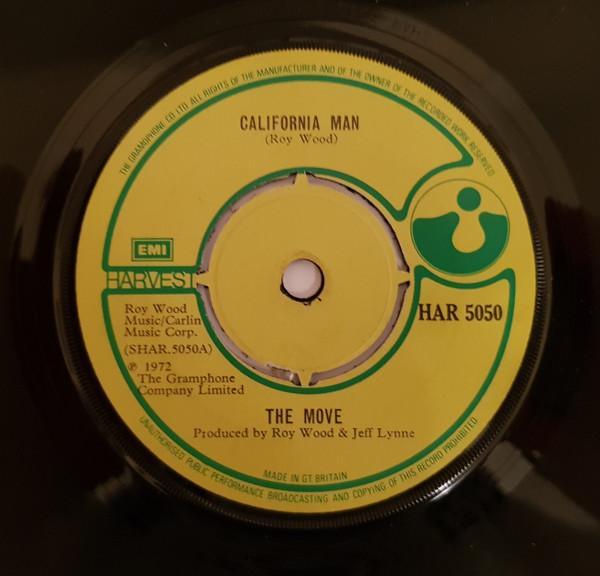 THE GRAMOPHONE CO LTD. ALL RIGHTS OF THE MANUFACTURER AND OF THE OWNER OF THE RECORDED WORK RESERVED
CALIFORNIA MAN
(Roy Wood)
EMI
HARVEST
Roy Wood
Music/Carlin
Music Corp.
(SHAR.5050A)
℗ 1972
The Gramphone
Company Limited
HAR 5050
THE MOVE
Produced by Roy Wood & Jeff Lynne
MADE IN GT. BRITAIN
UNAUTHORISED PUBLIC PERFORMANCE BROADCASTING AND COPYING OF THIS RECORD PROHIBITED